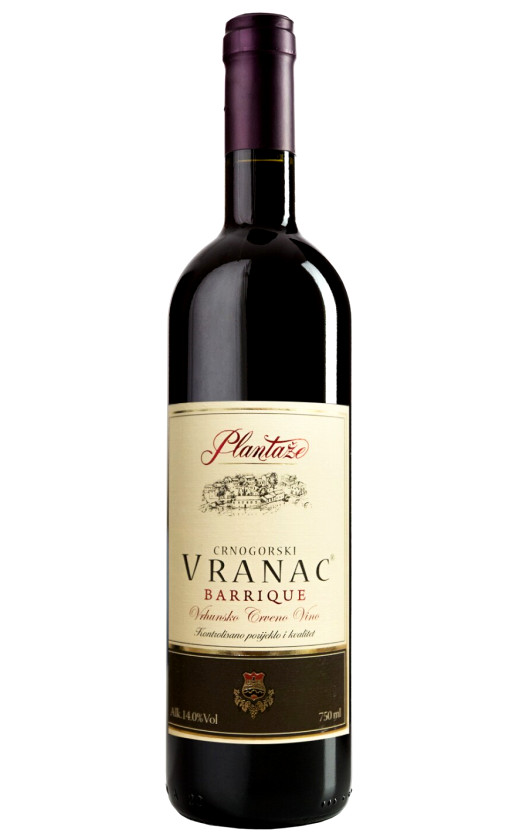 Plantaže
CRNOGORSKI
VRANAC®
BARRIQUE
Vrhunsko Crveno Vino
Kontrolisano porijeklo i kvalitet
Alk.14.0%Vol
750 ml